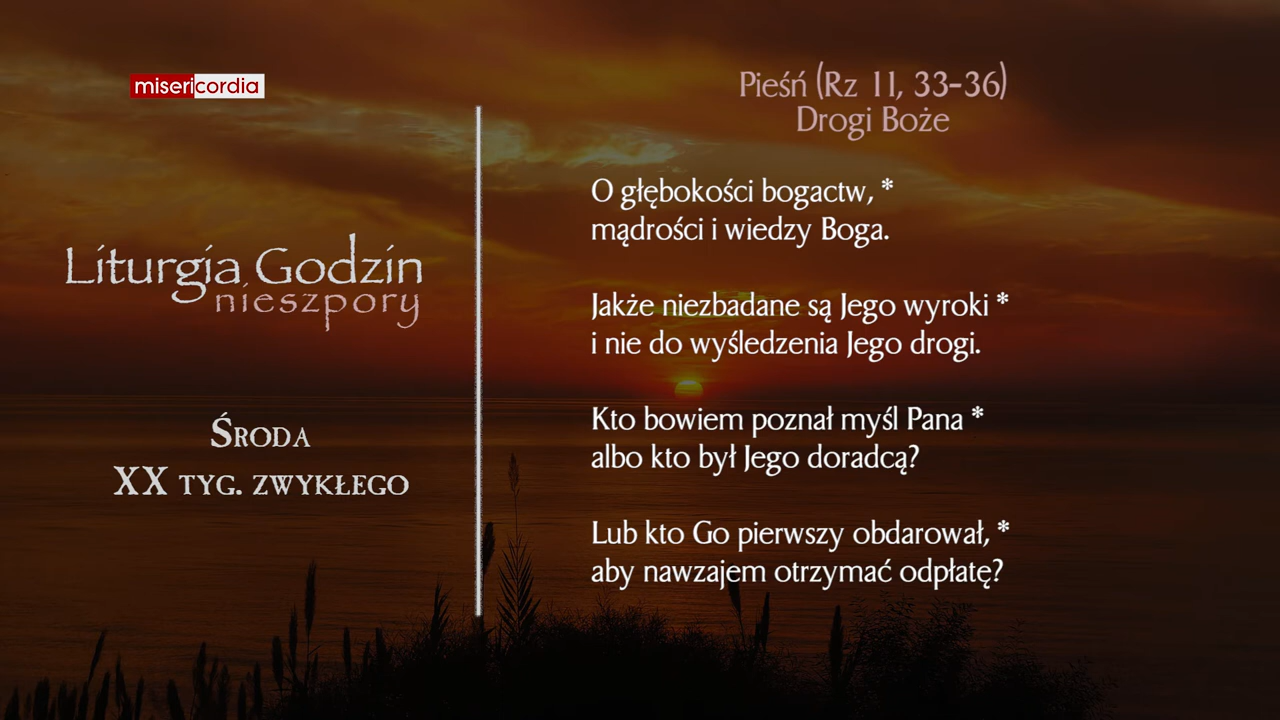 misericordia
Liturgia Godzin
nieszpory
Środa
XX tyg. zwykłego
Pieśń (Rz 11, 33-36)
Drogi Boże
O głębokości bogactw, *
mądrości i wiedzy Boga.
Jakże niezbadane są Jego wyroki *
i nie do wyśledzenia Jego drogi.
Kto bowiem poznał myśl Pana *
albo kto był Jego doradcą?
Lub kto Go pierwszy obdarował, *
aby nawzajem otrzymać odpłatę?